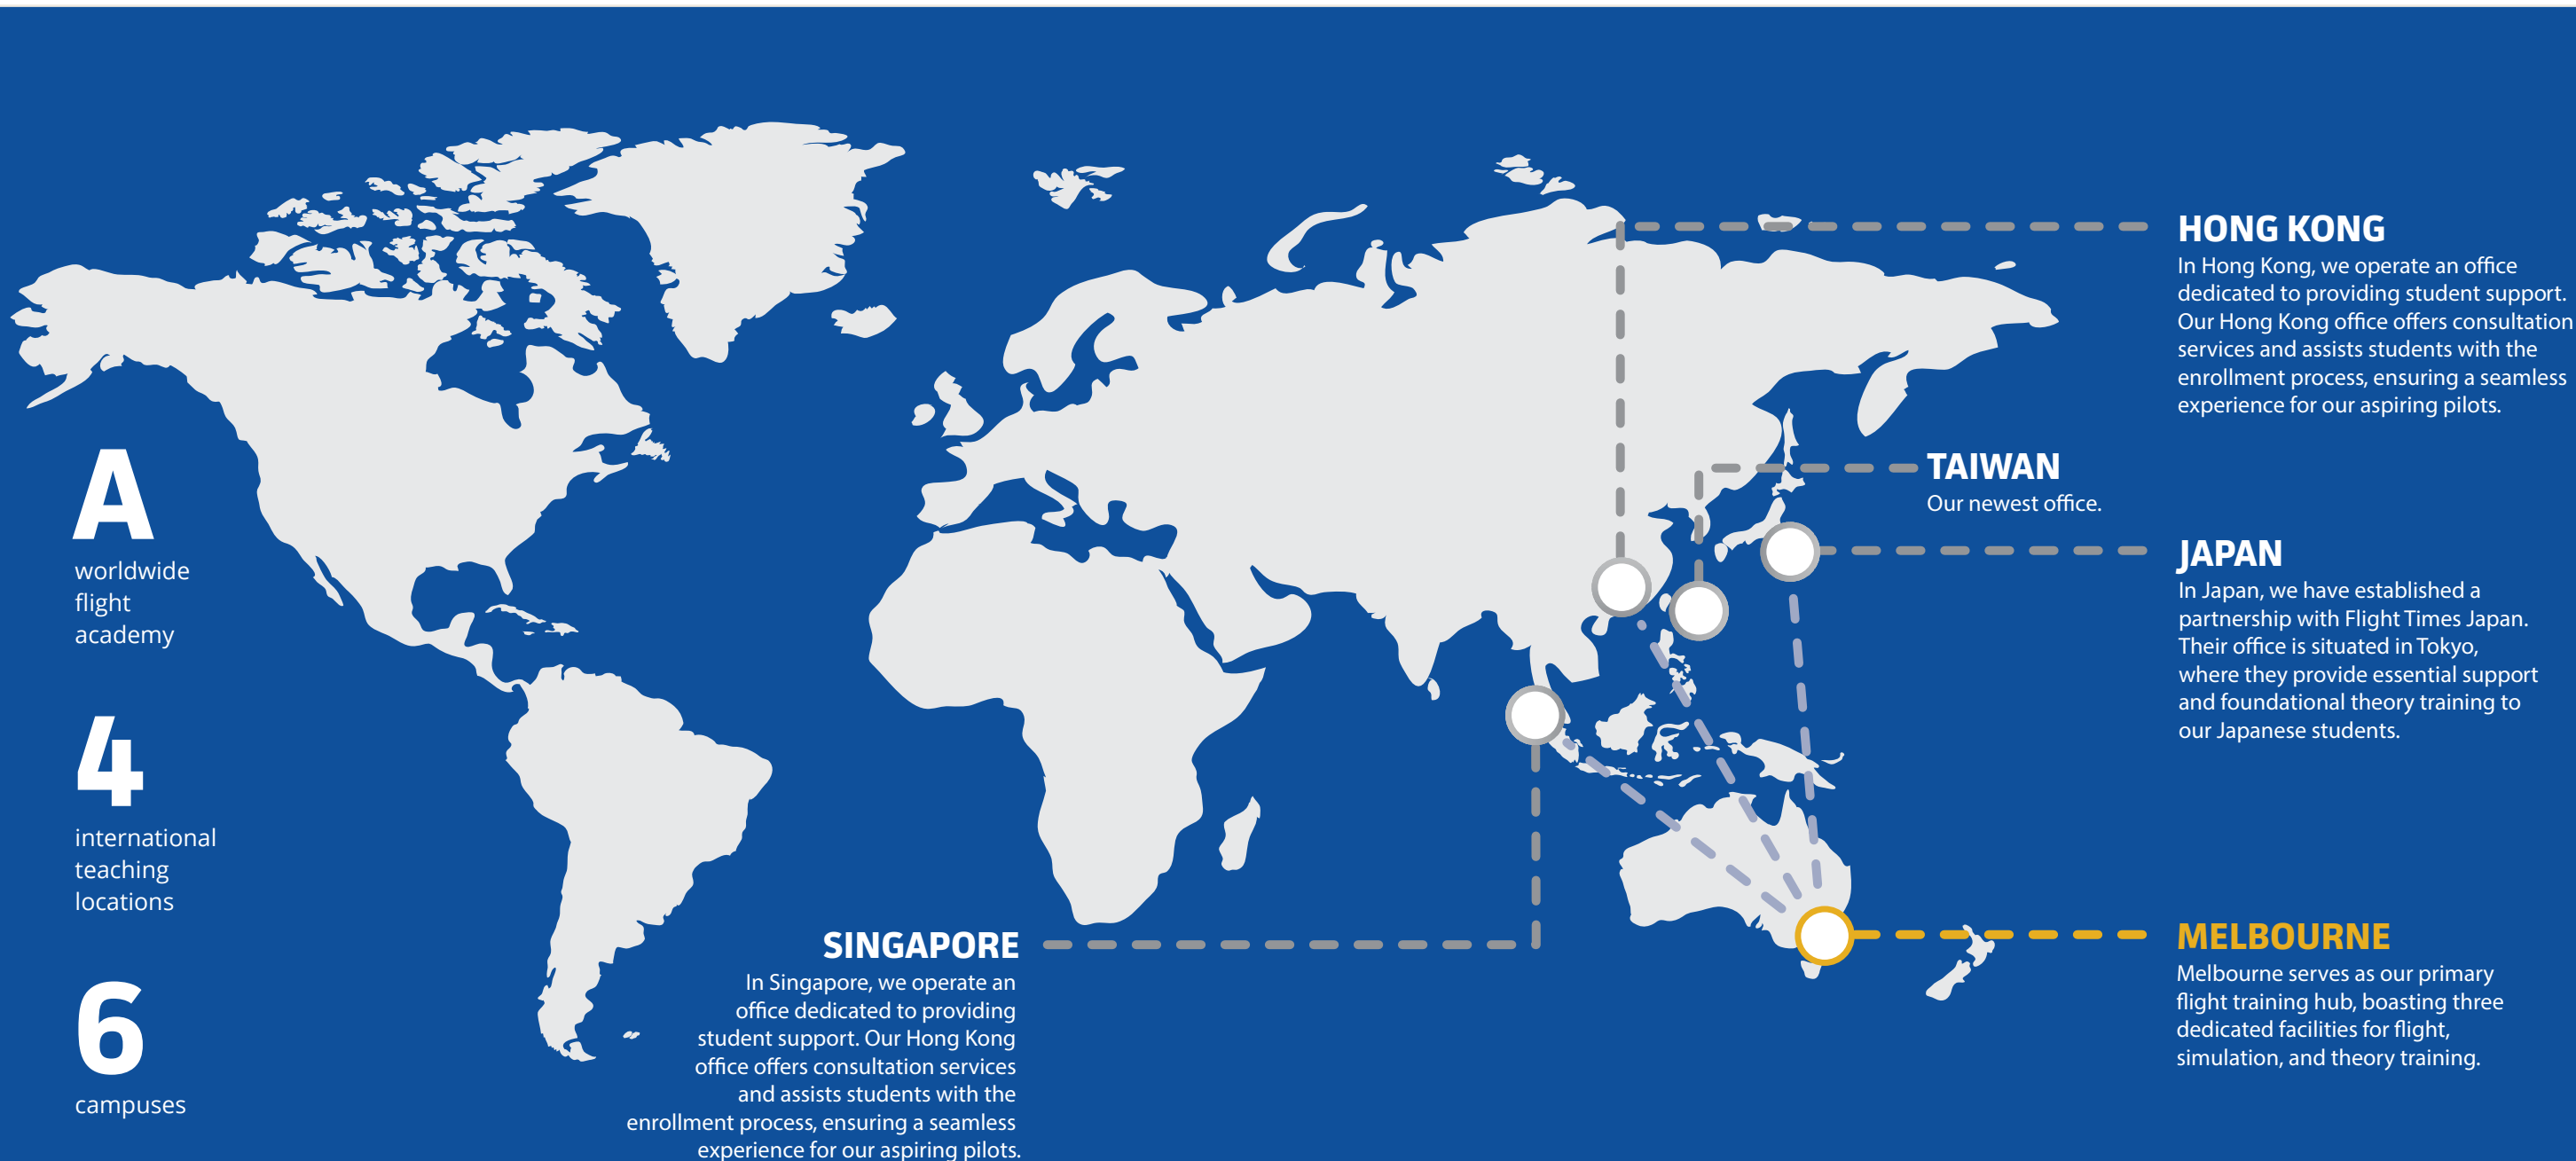 A
worldwide
flight
academy
4
international
teaching
locations
6
campuses
HONG KONG
In Hong Kong, we operate an office
dedicated to providing student support.
Our Hong Kong office offers consultation
services and assists students with the
enrollment process, ensuring a seamless
experience for our aspiring pilots.
TAIWAN
Our newest office.
JAPAN
In Japan, we have established a
partnership with Flight Times Japan.
Their office is situated in Tokyo,
where they provide essential support
and foundational theory training to
our Japanese students.
SINGAPORE
In Singapore, we operate an
office dedicated to providing
student support. Our Hong Kong
office offers consultation services
and assists students with the
enrollment process, ensuring a seamless
experience for our aspiring pilots.
MELBOURNE
Melbourne serves as our primary
flight training hub, boasting three
dedicated facilities for flight,
simulation, and theory training.